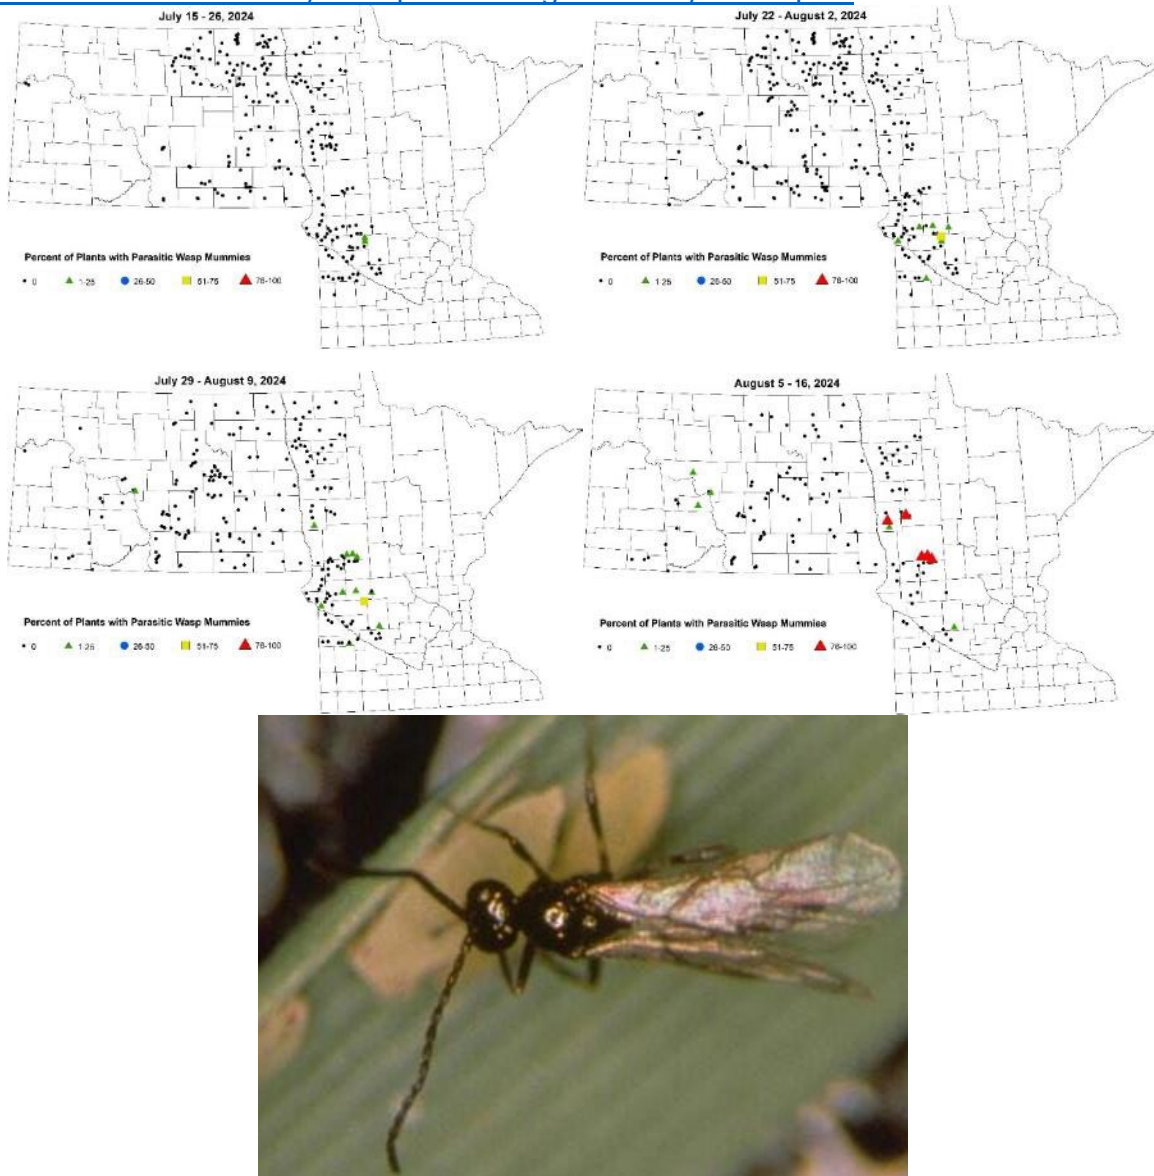 July 15 - 26, 2024
July 22 - August 2, 2024
Percent of Plants with Parasitic Wasp Mummies
0 1-25 26-50 51-75 76-100
Percent of Plants with Parasitic Wasp Mummies
0 1-25 26-50 51-75 76-100
July 29 - August 9, 2024
August 5 - 16, 2024
Percent of Plants with Parasitic Wasp Mummies
0 1-25 26-50 51-75 76-100
Percent of Plants with Parasitic Wasp Mummies
0 1-25 26-50 51-75 76-100